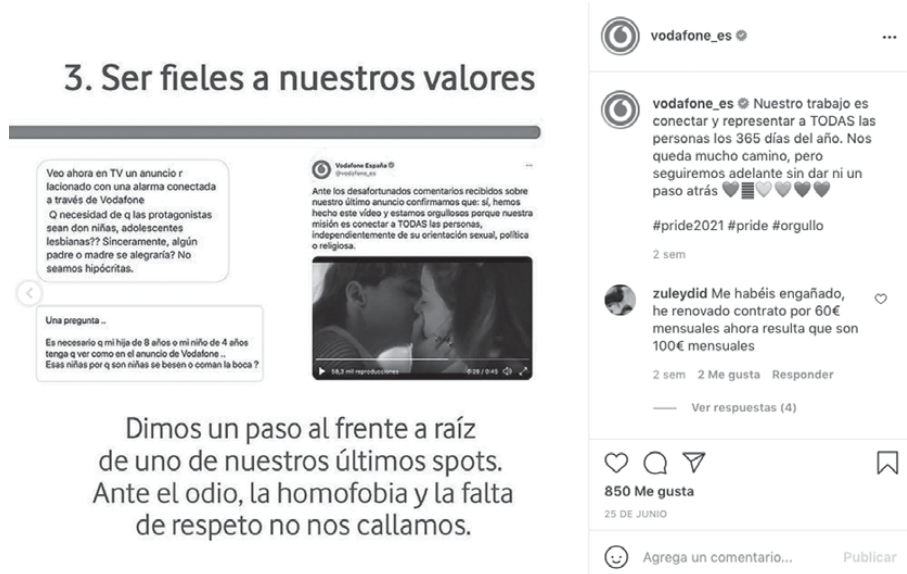 3. Ser fieles a nuestros valores
Veo ahora en TV un anuncio r
lacionado con una alarma conectada
a través de Vodafone
Q necesidad de q las protagonistas
sean don niñas, adolescentes
lesbianas?? Sinceramente, algún
padre o madre se alegraría? No
seamos hipócritas.
Una pregunta ..
Es necesario q mi hija de 8 años o mi niño de 4 años
tenga q ver como en el anuncio de Vodafone ..
Esas niñas por q son niñas se besen o coman la boca ?
Vodafone España
@vodafone_es
Ante los desafortunados comentarios recibidos sobre
nuestro último anuncio confirmamos que: sí, hemos
hecho este vídeo y estamos orgullosos porque nuestra
misión es conectar a TODAS las personas,
independientemente de su orientación sexual, política
o religiosa.
58,3 mil reproducciones
0:28 / 0:45
Dimos un paso al frente a raíz
de uno de nuestros últimos spots.
Ante el odio, la homofobia y la falta
de respeto no nos callamos.
vodafone_es
vodafone_es Nuestro trabajo es
conectar y representar a TODAS las
personas los 365 días del año. Nos
queda mucho camino, pero
seguiremos adelante sin dar ni un
paso atrás
#pride2021 #pride #orgullo
2 sem
zuleydid Me habéis engañado,
he renovado contrato por 60€
mensuales ahora resulta que son
100€ mensuales
2 sem 2 Me gusta Responder
Ver respuestas (4)
850 Me gusta
25 DE JUNIO
Agrega un comentario... Publicar